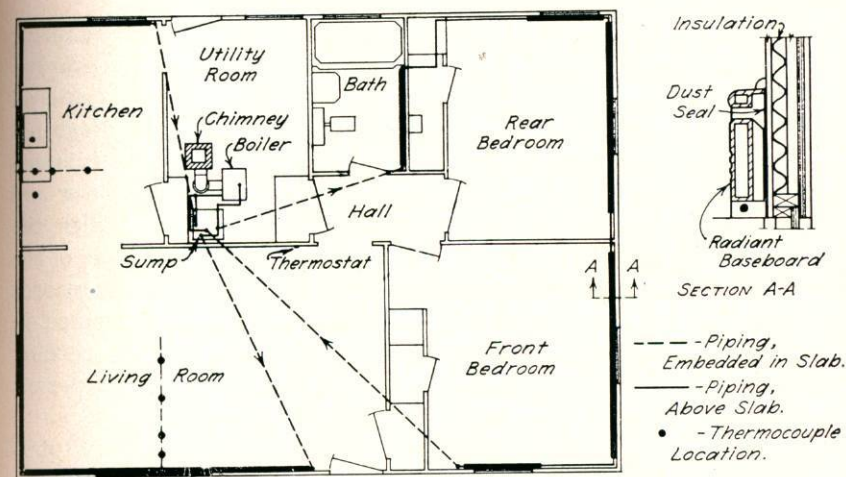 Utility
Room
Kitchen
Chimney
Boiler
Bath
Rear
Bedroom
Hall
Sump
Thermostat
Living Room
Front
Bedroom
A A
Insulation
Dust
Seal
Radiant
Baseboard
SECTION A-A
-Piping,
Embedded in Slab.
-Piping,
Above Slab.
-Thermocouple
Location.